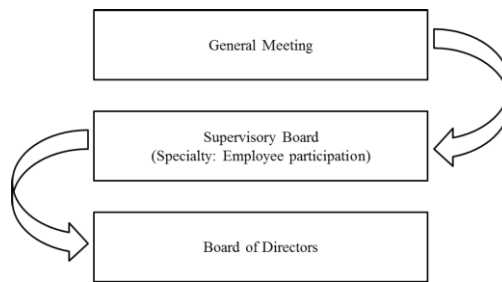 General Meeting
Supervisory Board
(Specialty: Employee participation)
Board of Directors